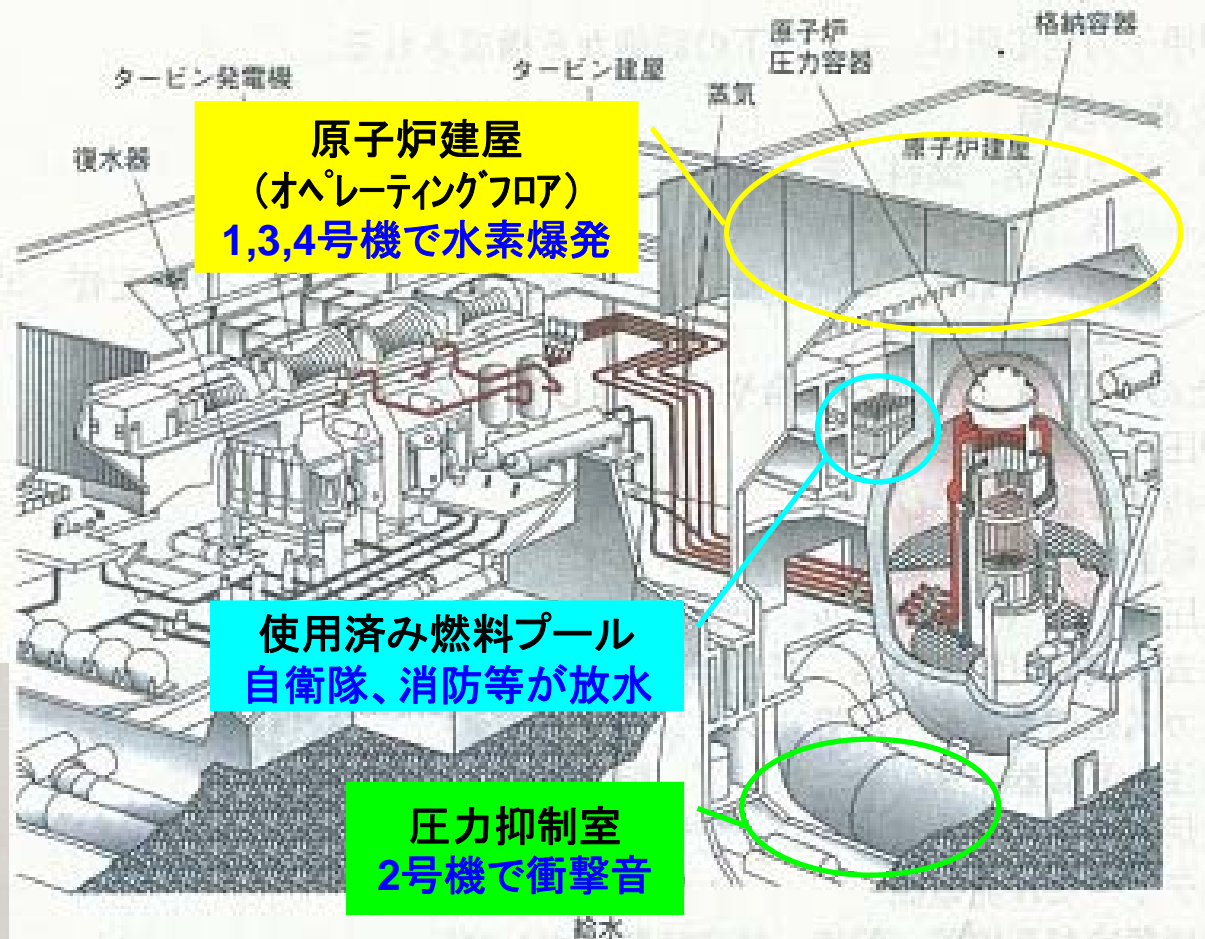 格納容器
原子炉
圧力容器
タービン発電機
タービン建屋
蒸気
復水器
原子炉建屋
(オペレーティングフロア)
1,3,4号機で水素爆発
原子炉建屋
使用済み燃料プール
自衛隊、消防等が放水
圧力抑制室
2号機で衝撃音
給水